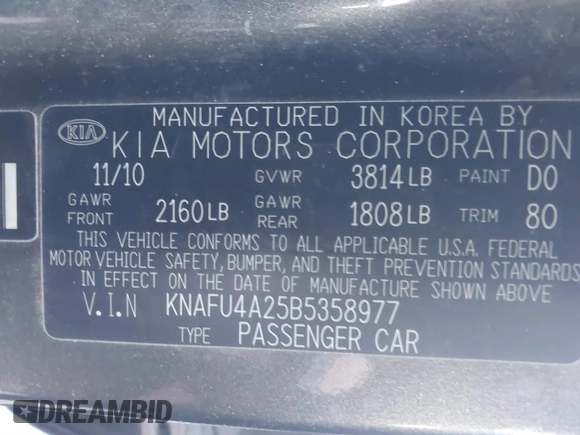 MANUFACTURED IN KOREA BY
KIA KIA MOTORS CORPORATION
11/10 GVWR 3814 LB PAINT D0
GAWR FRONT 2160 LB GAWR REAR 1808 LB TRIM 80
THIS VEHICLE CONFORMS TO ALL APPLICABLE U.S.A. FEDERAL
MOTOR VEHICLE SAFETY, BUMPER, AND THEFT PREVENTION STANDARDS
IN EFFECT ON THE DATE OF MANUFACTURE SHOWN ABOVE
V.I.N KNAFU4A25B5358977
TYPE PASSENGER CAR
DREAMBID